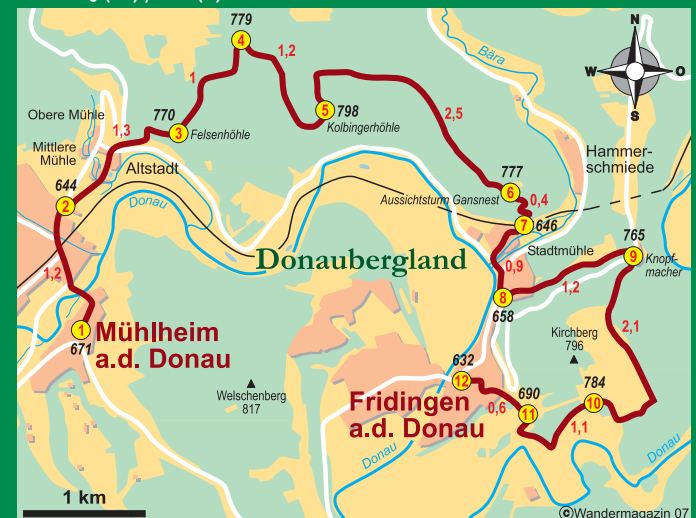 N
W
O
S
779
4
1,2
1
Bära
770
3
Felsenhöhle
5
798
Kolbingerhöhle
2,5
Obere Mühle
1,3
Mittlere
Mühle
Altstadt
Hammer-
schmiede
644
2
777
6
Aussichtsturm Gansnest
0,4
7
646
Donau
Donaubergland
Stadtmühle
765
9
Knopf-
macher
0,9
1,2
1,2
8
658
1
671
Mühlheim
a.d. Donau
2,1
Kirchberg
796
Welschenberg
817
632
12
Fridingen
a.d. Donau
0,6
690
11
784
10
1,1
Donau
Donau
1 km
©Wandermagazin 07